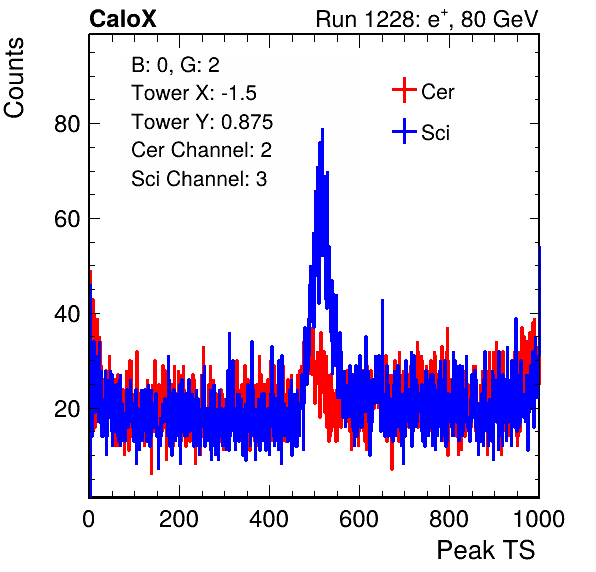 CaloX
Run 1228: e+, 80 GeV
Counts
B: 0, G: 2
Tower X: -1.5
Tower Y: 0.875
Cer Channel: 2
Sci Channel: 3
Cer
Sci
80
60
40
20
0 200 400 600 800 1000
Peak TS